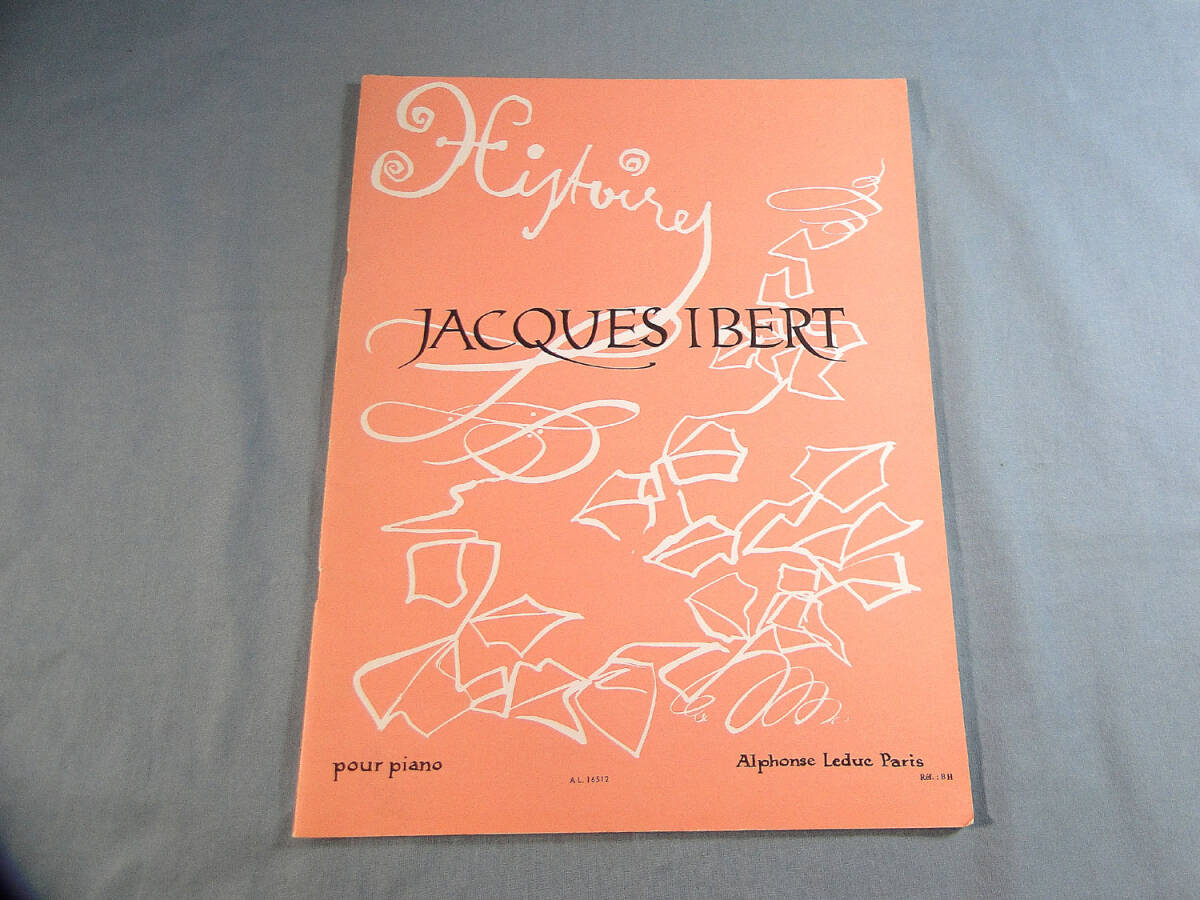 Histoires
JACQUES IBERT
pour piano
A.L. 16512
Alphonse Leduc Paris
Réf. : BH